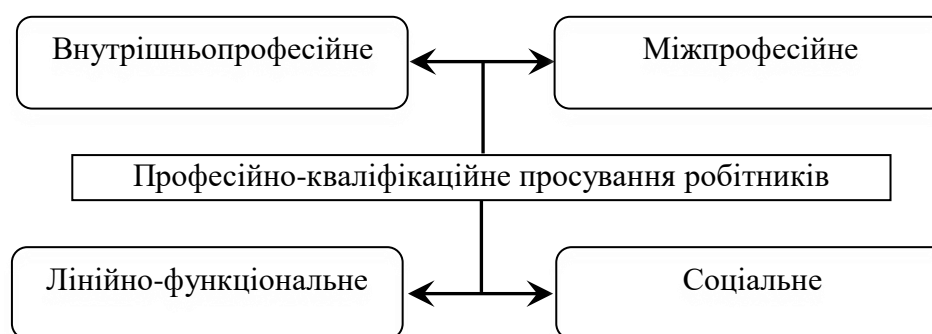 Внутрішньопрофесійне
Міжпрофесійне
Професійно-кваліфікаційне просування робітників
Лінійно-функціональне
Соціальне